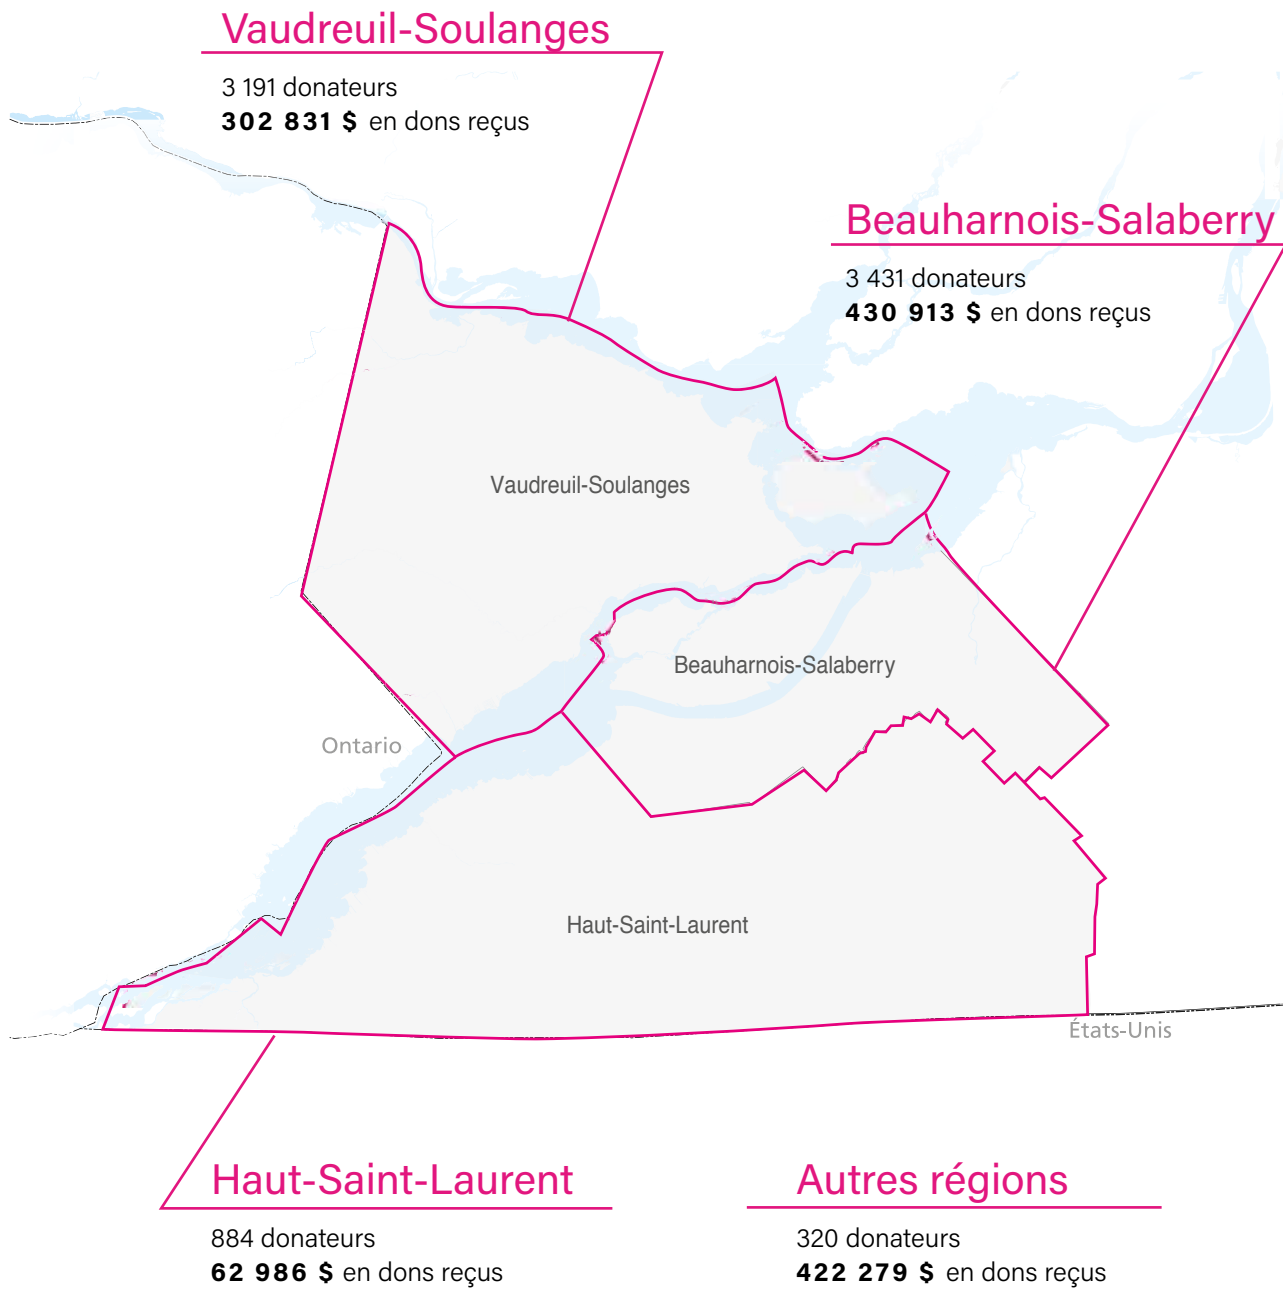 Vaudreuil-Soulanges
3 191 donateurs
302 831 $ en dons reçus
Beauharnois-Salaberry
3 431 donateurs
430 913 $ en dons reçus
Vaudreuil-Soulanges
Beauharnois-Salaberry
Ontario
Haut-Saint-Laurent
États-Unis
Haut-Saint-Laurent
884 donateurs
62 986 $ en dons reçus
Autres régions
320 donateurs
422 279 $ en dons reçus